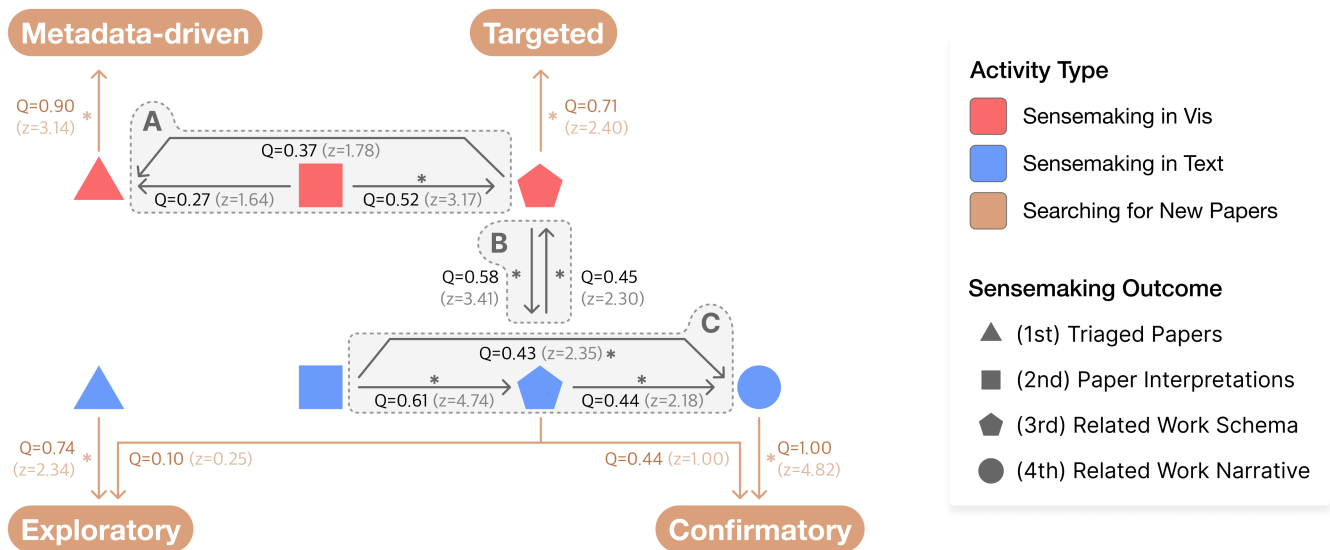 Metadata-driven
Targeted
Q=0.90
(z=3.14)
*
* Q=0.71
(z=2.40)
A
Q=0.37 (z=1.78)
*
Q=0.27 (z=1.64)
Q=0.52 (z=3.17)
B
Q=0.58
(z=3.41)
*
* Q=0.45
(z=2.30)
C
Q=0.43 (z=2.35) *
*
*
Q=0.61 (z=4.74)
Q=0.44 (z=2.18)
Q=0.74
(z=2.34)
*
Q=0.10 (z=0.25)
Q=0.44 (z=1.00)
* Q=1.00
(z=4.82)
Exploratory
Confirmatory
Activity Type
Sensemaking in Vis
Sensemaking in Text
Searching for New Papers
Sensemaking Outcome
(1st) Triaged Papers
(2nd) Paper Interpretations
(3rd) Related Work Schema
(4th) Related Work Narrative